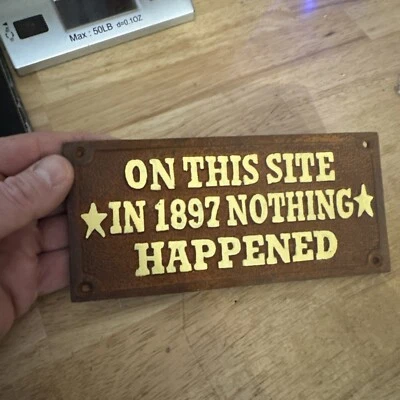 Max : 50LB d=0.1OZ
ON THIS SITE
IN 1897 NOTHING
HAPPENED